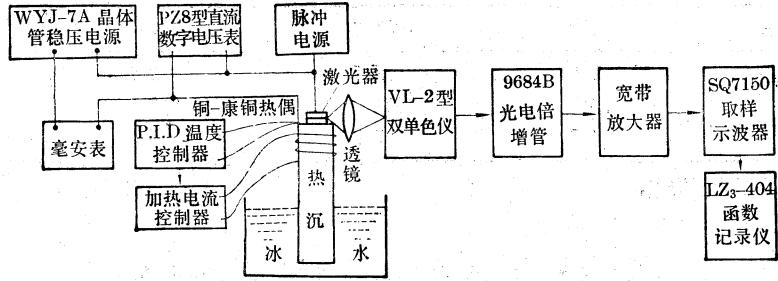 WYJ-7A 晶体
管稳压电源
PZ8型直流
数字电压表
脉冲
电源
激光器
铜-康铜热偶
毫安表
P.I.D 温度
控制器
加热电流
控制器
热
沉
冰
水
透
镜
VL-2型
双单色仪
9684B
光电倍
增管
宽带
放大器
SQ7150
取样
示波器
LZ₃-404
函数
记录仪